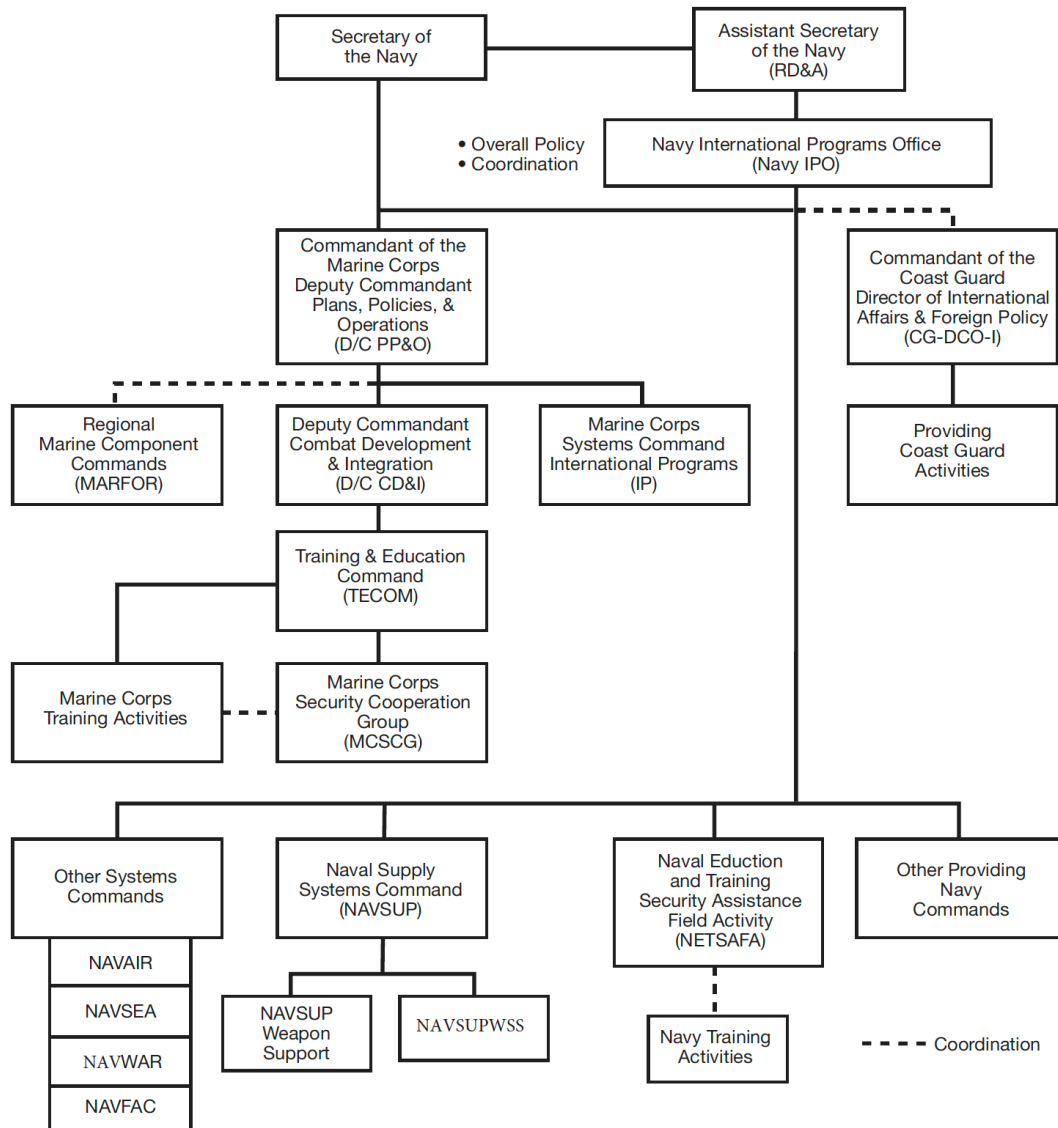 Secretary of
the Navy
Assistant Secretary
of the Navy
(RD&A)
• Overall Policy
• Coordination
Navy International Programs Office
(Navy IPO)
Commandant of the
Marine Corps
Deputy Commandant
Plans, Policies, &
Operations
(D/C PP&O)
Commandant of the
Coast Guard
Director of International
Affairs & Foreign Policy
(CG-DCO-I)
Regional
Marine Component
Commands
(MARFOR)
Deputy Commandant
Combat Development
& Integration
(D/C CD&I)
Marine Corps
Systems Command
International Programs
(IP)
Providing
Coast Guard
Activities
Training & Education
Command
(TECOM)
Marine Corps
Training Activities
Marine Corps
Security Cooperation
Group
(MCSCG)
Other Systems
Commands
Naval Supply
Systems Command
(NAVSUP)
Naval Eduction
and Training
Security Assistance
Field Activity
(NETSAFA)
Other Providing
Navy
Commands
NAVAIR
NAVSEA
NAVWAR
NAVFAC
NAVSUP
Weapon
Support
NAVSUPWSS
Navy Training
Activities
Coordination